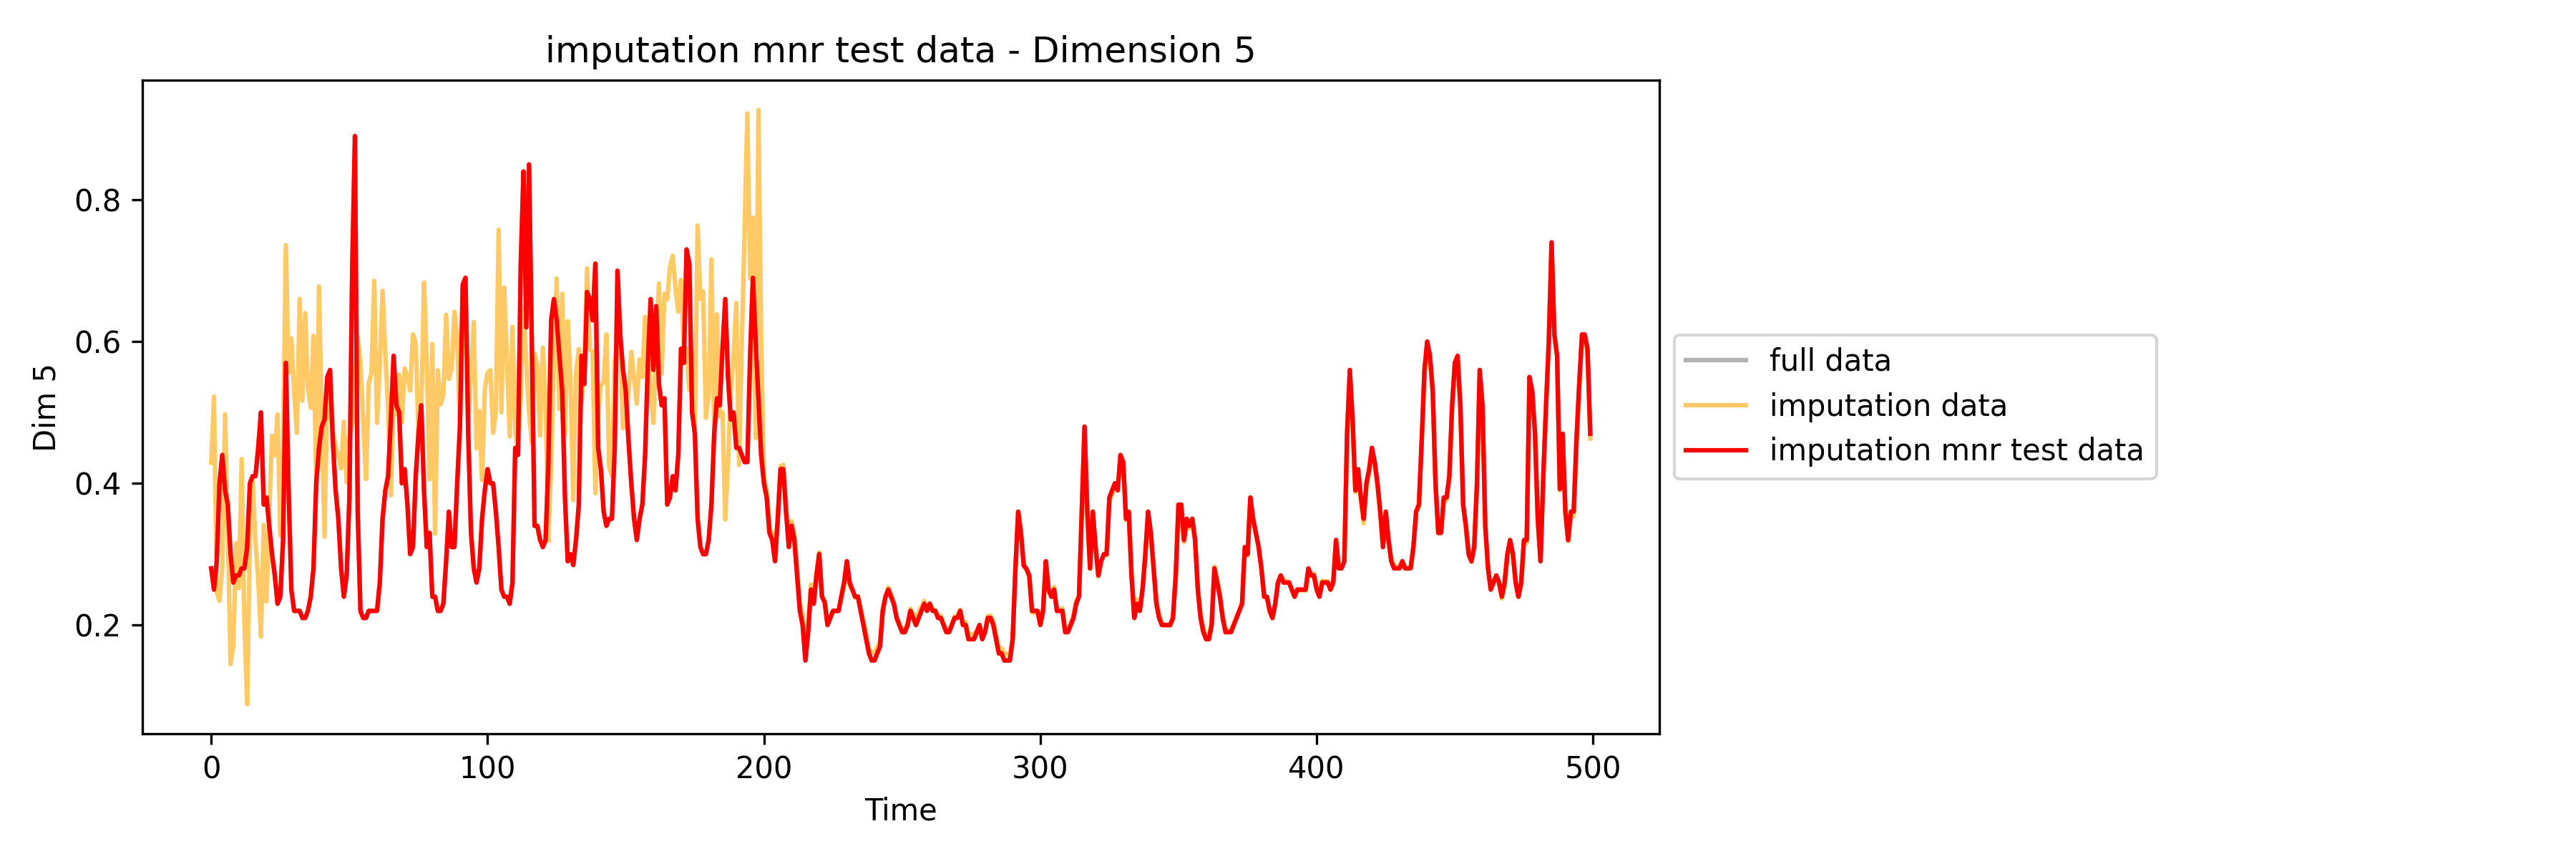 imputation mnr test data - Dimension 5
Dim 5
0.8
0.6
0.4
0.2
0 100 200 300 400 500
Time
full data
imputation data
imputation mnr test data